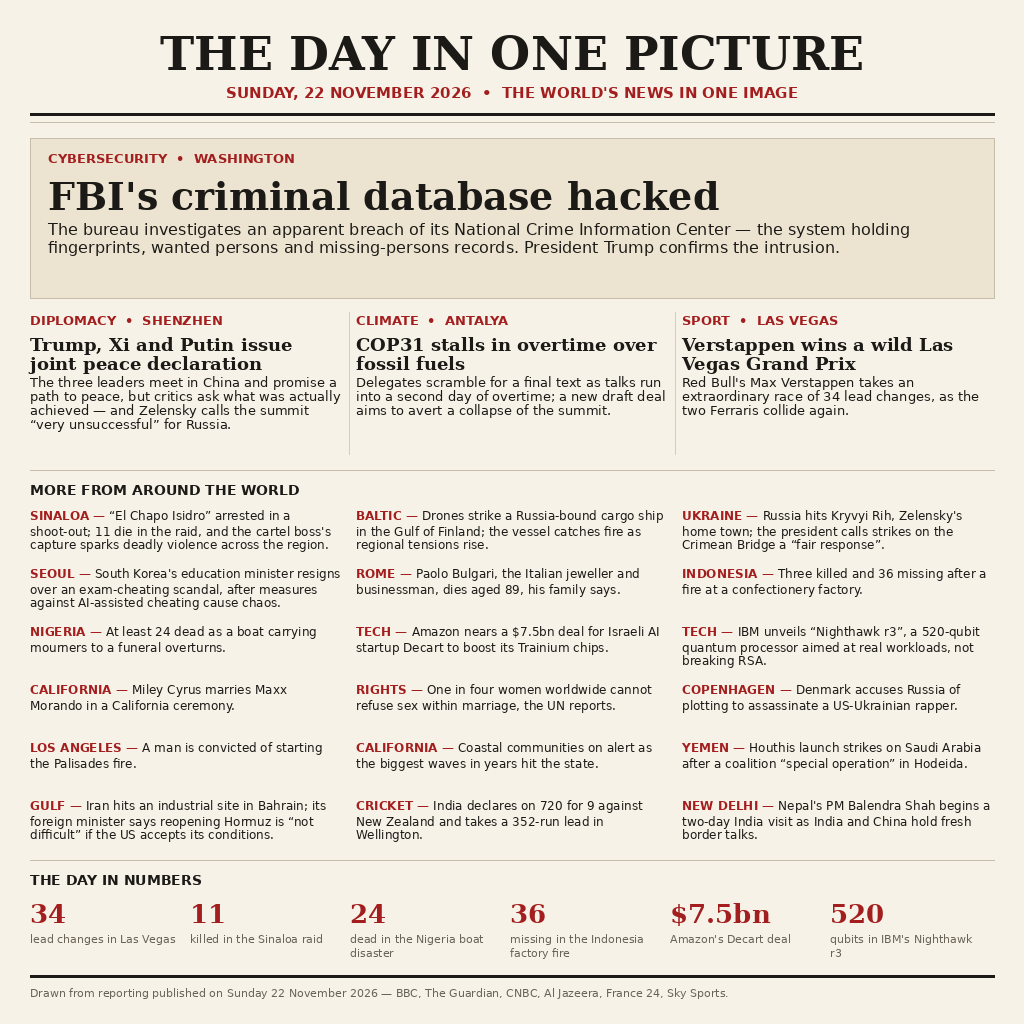 THE DAY IN ONE PICTURE
SUNDAY, 22 NOVEMBER 2026 • THE WORLD'S NEWS IN ONE IMAGE
CYBERSECURITY • WASHINGTON
FBI's criminal database hacked
The bureau investigates an apparent breach of its National Crime Information Center — the system holding
fingerprints, wanted persons and missing-persons records. President Trump confirms the intrusion.
DIPLOMACY • SHENZHEN
Trump, Xi and Putin issue
joint peace declaration
The three leaders meet in China and promise a
path to peace, but critics ask what was actually
achieved — and Zelensky calls the summit
“very unsuccessful” for Russia.
CLIMATE • ANTALYA
COP31 stalls in overtime over
fossil fuels
Delegates scramble for a final text as talks run
into a second day of overtime; a new draft deal
aims to avert a collapse of the summit.
SPORT • LAS VEGAS
Verstappen wins a wild Las
Vegas Grand Prix
Red Bull's Max Verstappen takes an
extraordinary race of 34 lead changes, as the
two Ferraris collide again.
MORE FROM AROUND THE WORLD
SINALOA — “El Chapo Isidro” arrested in a
shoot-out; 11 die in the raid, and the cartel boss's
capture sparks deadly violence across the region.
BALTIC — Drones strike a Russia-bound cargo ship
in the Gulf of Finland; the vessel catches fire as
regional tensions rise.
UKRAINE — Russia hits Kryvyi Rih, Zelensky's
home town; the president calls strikes on the
Crimean Bridge a “fair response”.
SEOUL — South Korea's education minister resigns
over an exam-cheating scandal, after measures
against AI-assisted cheating cause chaos.
ROME — Paolo Bulgari, the Italian jeweller and
businessman, dies aged 89, his family says.
INDONESIA — Three killed and 36 missing after a
fire at a confectionery factory.
NIGERIA — At least 24 dead as a boat carrying
mourners to a funeral overturns.
TECH — Amazon nears a $7.5bn deal for Israeli AI
startup Decart to boost its Trainium chips.
TECH — IBM unveils “Nighthawk r3”, a 520-qubit
quantum processor aimed at real workloads, not
breaking RSA.
CALIFORNIA — Miley Cyrus marries Maxx
Morando in a California ceremony.
RIGHTS — One in four women worldwide cannot
refuse sex within marriage, the UN reports.
COPENHAGEN — Denmark accuses Russia of
plotting to assassinate a US-Ukrainian rapper.
LOS ANGELES — A man is convicted of starting
the Palisades fire.
CALIFORNIA — Coastal communities on alert as
the biggest waves in years hit the state.
YEMEN — Houthis launch strikes on Saudi Arabia
after a coalition “special operation” in Hodeida.
GULF — Iran hits an industrial site in Bahrain; its
foreign minister says reopening Hormuz is “not
difficult” if the US accepts its conditions.
CRICKET — India declares on 720 for 9 against
New Zealand and takes a 352-run lead in
Wellington.
NEW DELHI — Nepal's PM Balendra Shah begins a
two-day India visit as India and China hold fresh
border talks.
THE DAY IN NUMBERS
34
lead changes in Las Vegas
11
killed in the Sinaloa raid
24
dead in the Nigeria boat
disaster
36
missing in the Indonesia
factory fire
$7.5bn
Amazon's Decart deal
520
qubits in IBM's Nighthawk
r3
Drawn from reporting published on Sunday 22 November 2026 — BBC, The Guardian, CNBC, Al Jazeera, France 24, Sky Sports.